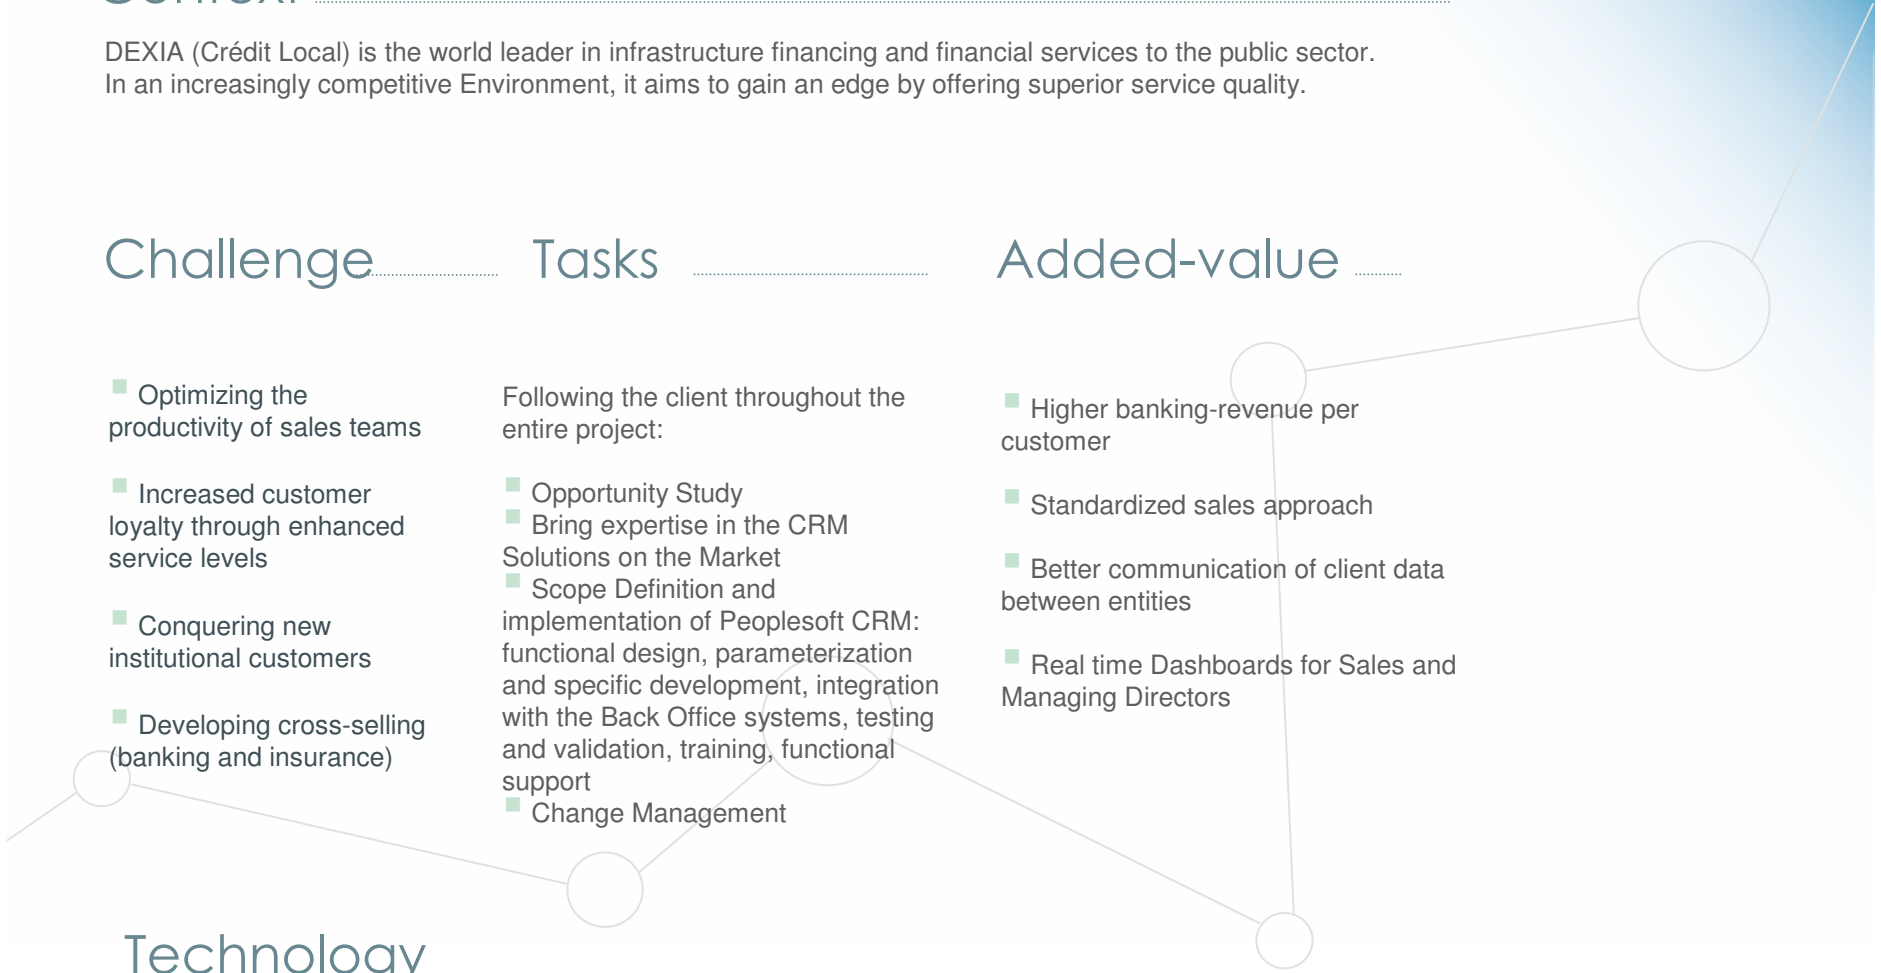 Context
DEXIA (Crédit Local) is the world leader in infrastructure financing and financial services to the public sector.
In an increasingly competitive Environment, it aims to gain an edge by offering superior service quality.
Challenge
Optimizing the
productivity of sales teams
Increased customer
loyalty through enhanced
service levels
Conquering new
institutional customers
Developing cross-selling
(banking and insurance)
Tasks
Following the client throughout the
entire project:
Opportunity Study
Bring expertise in the CRM
Solutions on the Market
Scope Definition and
implementation of Peoplesoft CRM:
functional design, parameterization
and specific development, integration
with the Back Office systems, testing
and validation, training, functional
support
Change Management
Added-value
Higher banking-revenue per
customer
Standardized sales approach
Better communication of client data
between entities
Real time Dashboards for Sales and
Managing Directors
Technology